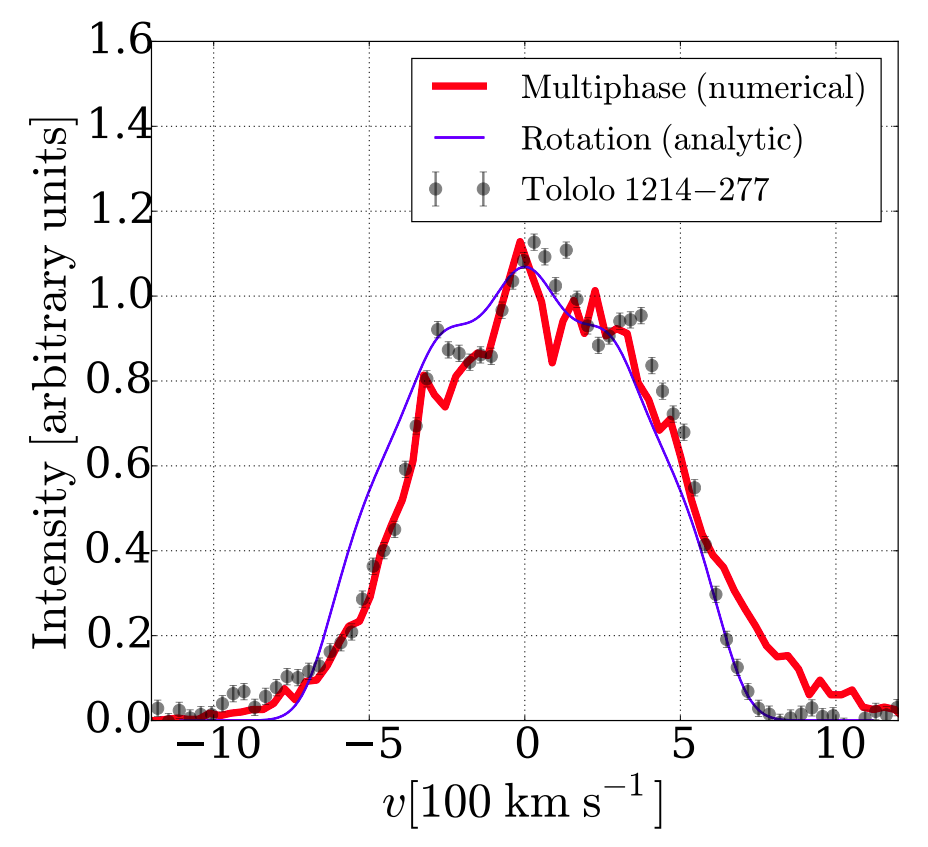 1.6
1.4
1.2
1.0
0.8
0.6
0.4
0.2
0.0
Intensity [arbitrary units]
Multiphase (numerical)
Rotation (analytic)
Tololo 1214−277
−10 −5 0 5 10
v[100 km s⁻¹]